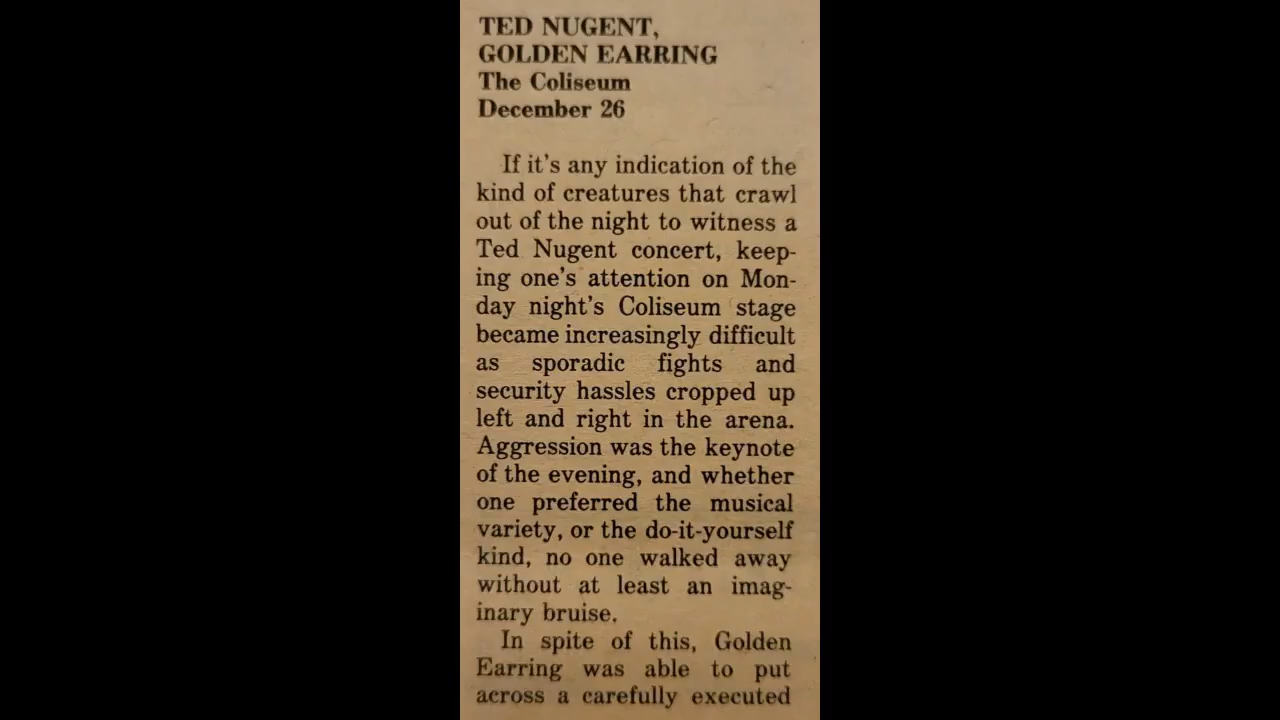 TED NUGENT,
GOLDEN EARRING
The Coliseum
December 26
If it's any indication of the
kind of creatures that crawl
out of the night to witness a
Ted Nugent concert, keep-
ing one's attention on Mon-
day night's Coliseum stage
became increasingly difficult
as sporadic fights and
security hassles cropped up
left and right in the arena.
Aggression was the keynote
of the evening, and whether
one preferred the musical
variety, or the do-it-yourself
kind, no one walked away
without at least an imag-
inary bruise.
In spite of this, Golden
Earring was able to put
across a carefully executed